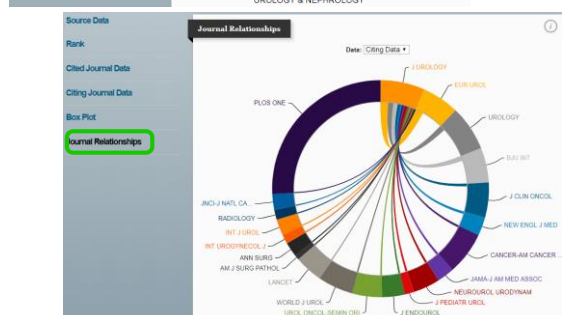 UROLOGY & NEPHROLOGY
Source Data
Rank
Cited Journal Data
Citing Journal Data
Box Plot
Journal Relationships
Journal Relationships
Data: Citing Data
J UROLOGY
EUR UROL
UROLOGY
BJU INT
J CLIN ONCOL
NEW ENGL J MED
CANCER-AM CANCER ...
JAMA-J AM MED ASSOC
NEUROUROL URODYNAM
J PEDIATR UROL
J ENDOUROL
UROL ONCOL-SEMIN ORI
WORLD J UROL
LANCET
AM J SURG PATHOL
ANN SURG
INT UROGYNECOL J
INT J UROL
RADIOLOGY
JNCI-J NATL CA...
PLOS ONE